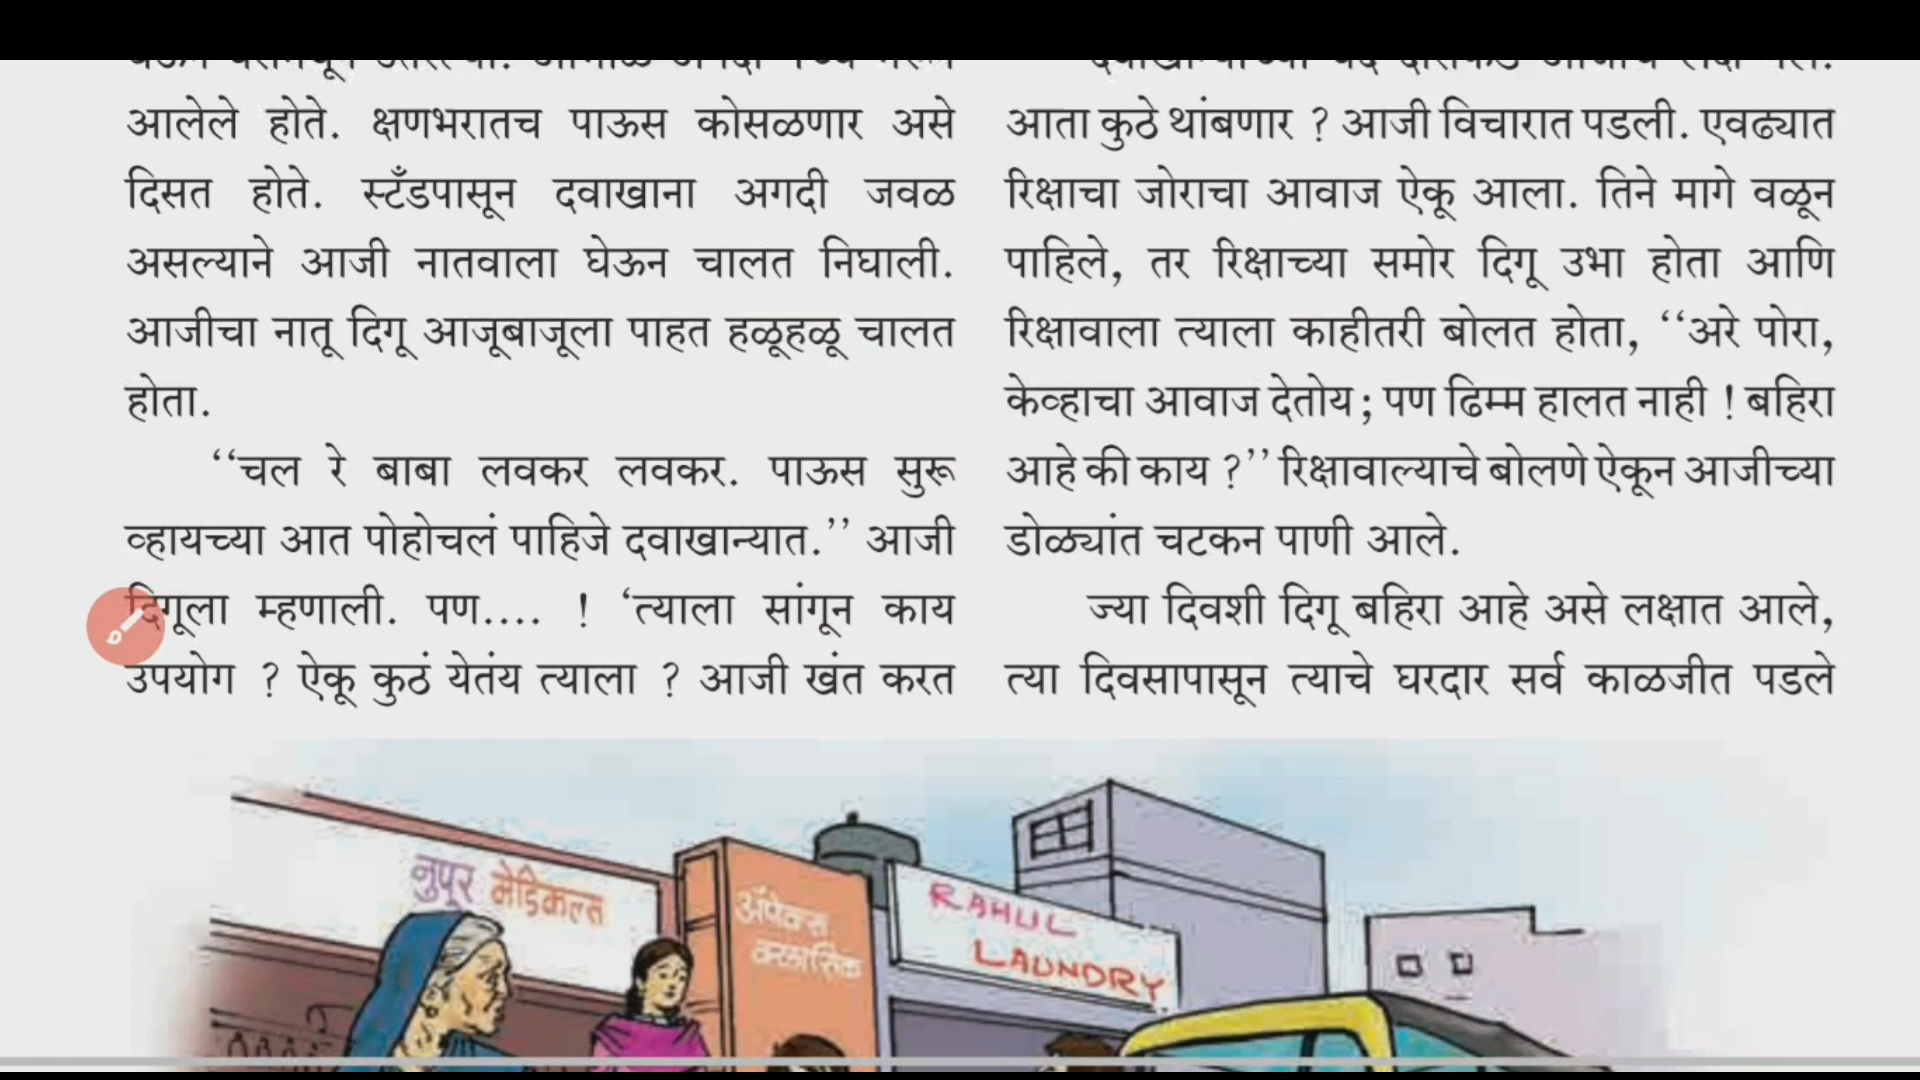 आलेले होते. क्षणभरातच पाऊस कोसळणार असे
दिसत होते. स्टँडपासून दवाखाना अगदी जवळ
असल्याने आजी नातवाला घेऊन चालत निघाली.
आजीचा नातू दिगू आजूबाजूला पाहत हळूहळू चालत
होता.
‘‘चल रे बाबा लवकर लवकर. पाऊस सुरू
व्हायच्या आत पोहोचलं पाहिजे दवाखान्यात.’’ आजी
दिगूला म्हणाली. पण.... ! ‘त्याला सांगून काय
उपयोग ? ऐकू कुठं येतंय त्याला ? आजी खंत करत
आता कुठे थांबणार ? आजी विचारात पडली. एवढ्यात
रिक्षाचा जोराचा आवाज ऐकू आला. तिने मागे वळून
पाहिले, तर रिक्षाच्या समोर दिगू उभा होता आणि
रिक्षावाला त्याला काहीतरी बोलत होता, ‘‘अरे पोरा,
केव्हाचा आवाज देतोय; पण ढिम्म हालत नाही ! बहिरा
आहे की काय ?’’ रिक्षावाल्याचे बोलणे ऐकून आजीच्या
डोळ्यांत चटकन पाणी आले.
ज्या दिवशी दिगू बहिरा आहे असे लक्षात आले,
त्या दिवसापासून त्याचे घरदार सर्व काळजीत पडले
नुपूर मेडिकल्स
RAHUL
LAUNDRY